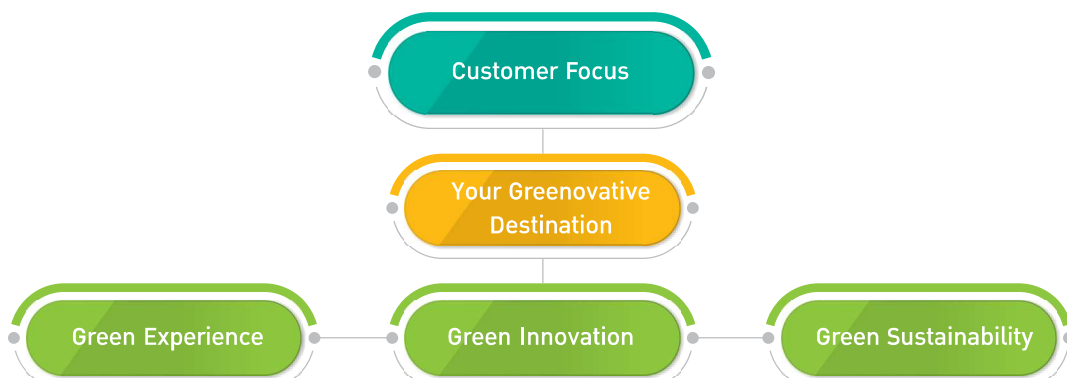 Customer Focus
Your Greenovative
Destination
Green Experience
Green Innovation
Green Sustainability